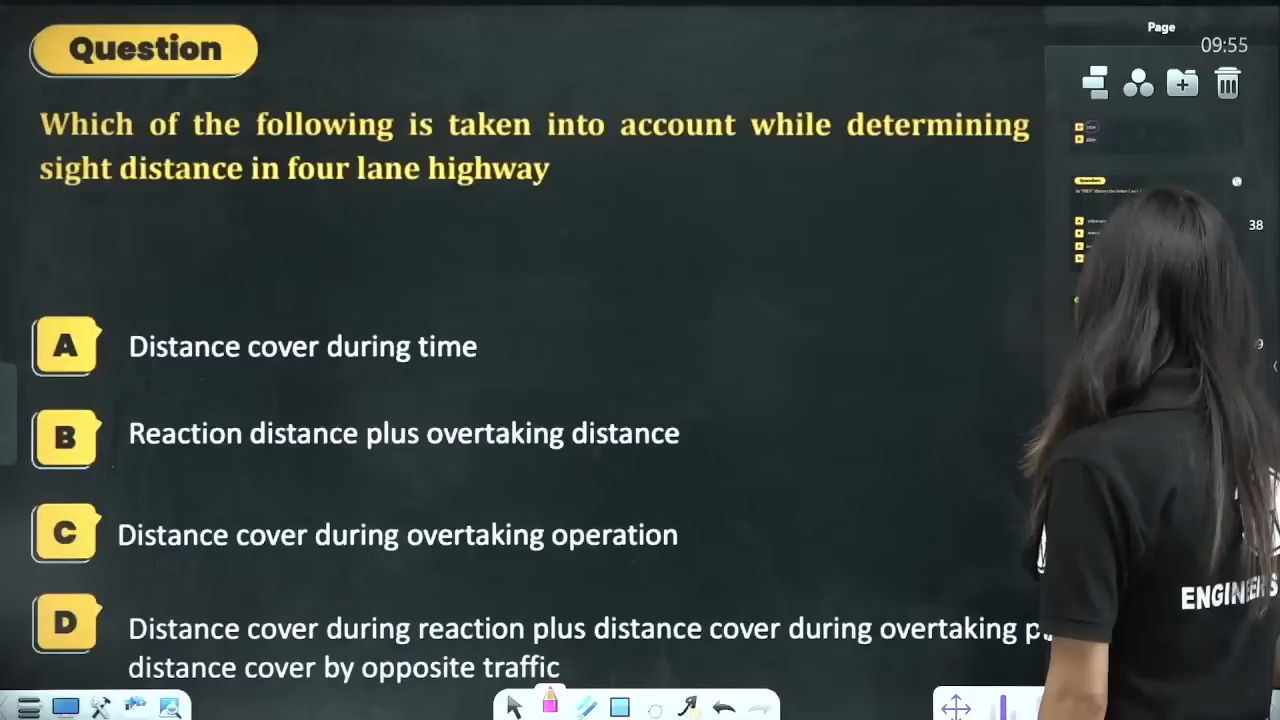 Question
Page
09:55
Which of the following is taken into account while determining
sight distance in four lane highway
38
A
Distance cover during time
B
Reaction distance plus overtaking distance
C
Distance cover during overtaking operation
ENGINEERS
D
Distance cover during reaction plus distance cover during overtaking
distance cover by opposite traffic